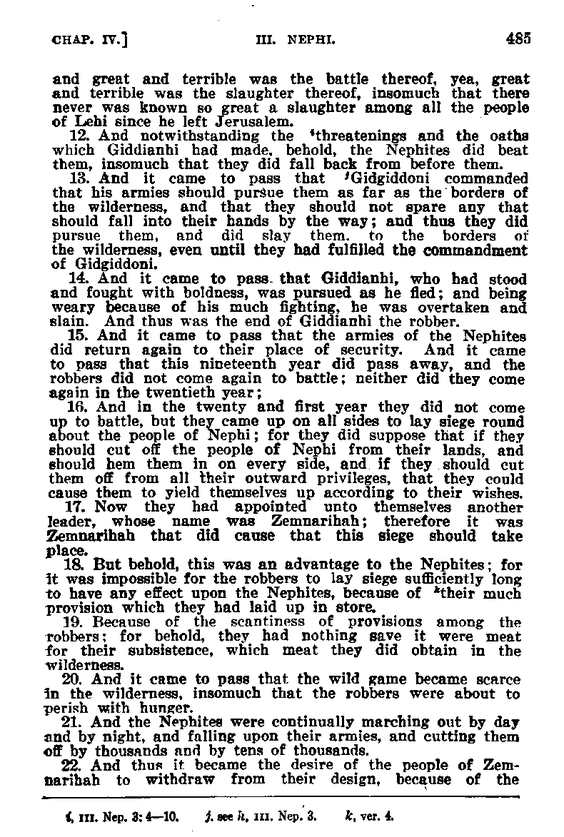 CHAP. IV.] III. NEPHI. 485
and great and terrible was the battle thereof, yea, great
and terrible was the slaughter thereof, insomuch that there
never was known so great a slaughter among all the people
of Lehi since he left Jerusalem.
12. And notwithstanding the ithreatenings and the oaths
which Giddianhi had made, behold, the Nephites did beat
them, insomuch that they did fall back from before them.
13. And it came to pass that jGidgiddoni commanded
that his armies should pursue them as far as the borders of
the wilderness, and that they should not spare any that
should fall into their hands by the way; and thus they did
pursue them, and did slay them. to the borders of
the wilderness, even until they had fulfilled the commandment
of Gidgiddoni.
14. And it came to pass that Giddianhi, who had stood
and fought with boldness, was pursued as he fled; and being
weary because of his much fighting, he was overtaken and
slain. And thus was the end of Giddianhi the robber.
15. And it came to pass that the armies of the Nephites
did return again to their place of security. And it came
to pass that this nineteenth year did pass away, and the
robbers did not come again to battle; neither did they come
again in the twentieth year;
16. And in the twenty and first year they did not come
up to battle, but they came up on all sides to lay siege round
about the people of Nephi; for they did suppose that if they
should cut off the people of Nephi from their lands, and
should hem them in on every side, and if they should cut
them off from all their outward privileges, that they could
cause them to yield themselves up according to their wishes.
17. Now they had appointed unto themselves another
leader, whose name was Zemnarihah; therefore it was
Zemnarihah that did cause that this siege should take
place.
18. But behold, this was an advantage to the Nephites; for
it was impossible for the robbers to lay siege sufficiently long
to have any effect upon the Nephites, because of ktheir much
provision which they had laid up in store.
19. Because of the scantiness of provisions among the
robbers; for behold, they had nothing save it were meat
for their subsistence, which meat they did obtain in the
wilderness.
20. And it came to pass that the wild game became scarce
in the wilderness, insomuch that the robbers were about to
perish with hunger.
21. And the Nephites were continually marching out by day
and by night, and falling upon their armies, and cutting them
off by thousands and by tens of thousands.
22. And thus it became the desire of the people of Zem-
narihah to withdraw from their design, because of the
i, III. Nep. 3: 4—10. j. see h, III. Nep. 3. k, ver. 4.